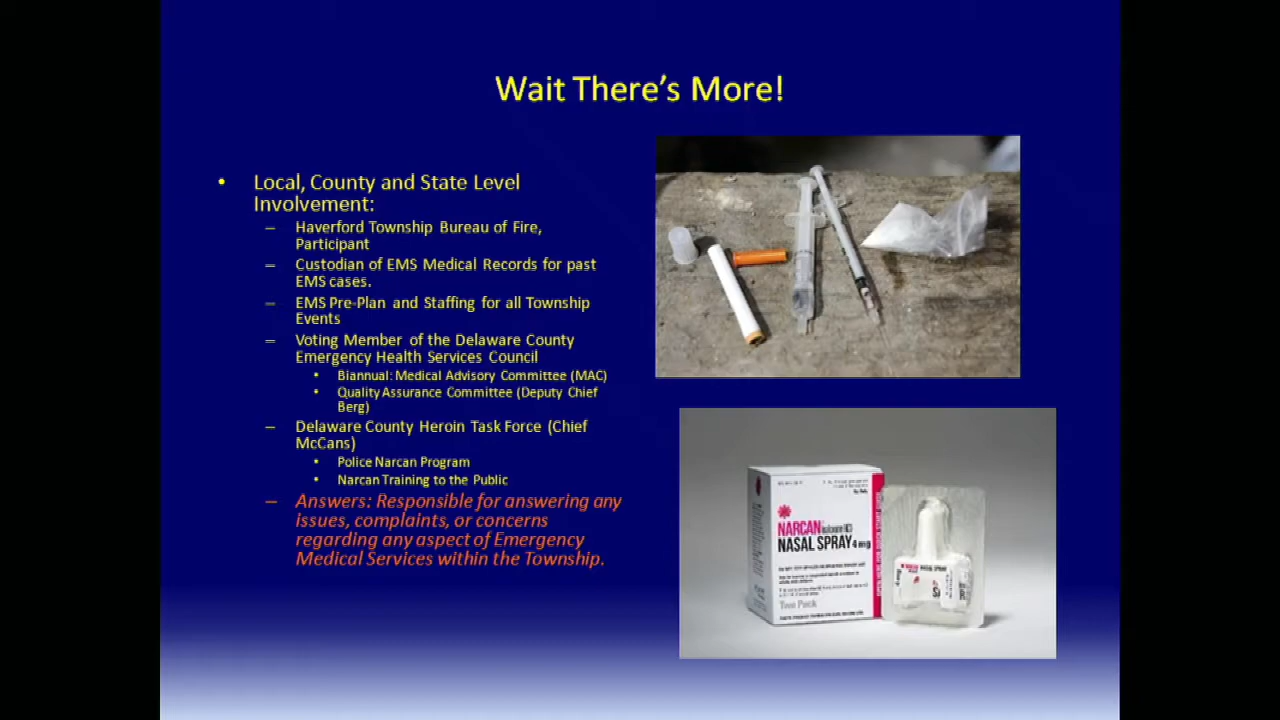 Wait There's More!
• Local, County and State Level
Involvement:
– Haverford Township Bureau of Fire,
Participant
– Custodian of EMS Medical Records for past
EMS cases.
– EMS Pre-Plan and Staffing for all Township
Events
– Voting Member of the Delaware County
Emergency Health Services Council
• Biannual: Medical Advisory Committee (MAC)
• Quality Assurance Committee (Deputy Chief
Berg)
– Delaware County Heroin Task Force (Chief
McCans)
• Police Narcan Program
• Narcan Training to the Public
– Answers: Responsible for answering any
issues, complaints, or concerns
regarding any aspect of Emergency
Medical Services within the Township.
NARCAN
NASAL SPRAY 4 mg
Two Pack